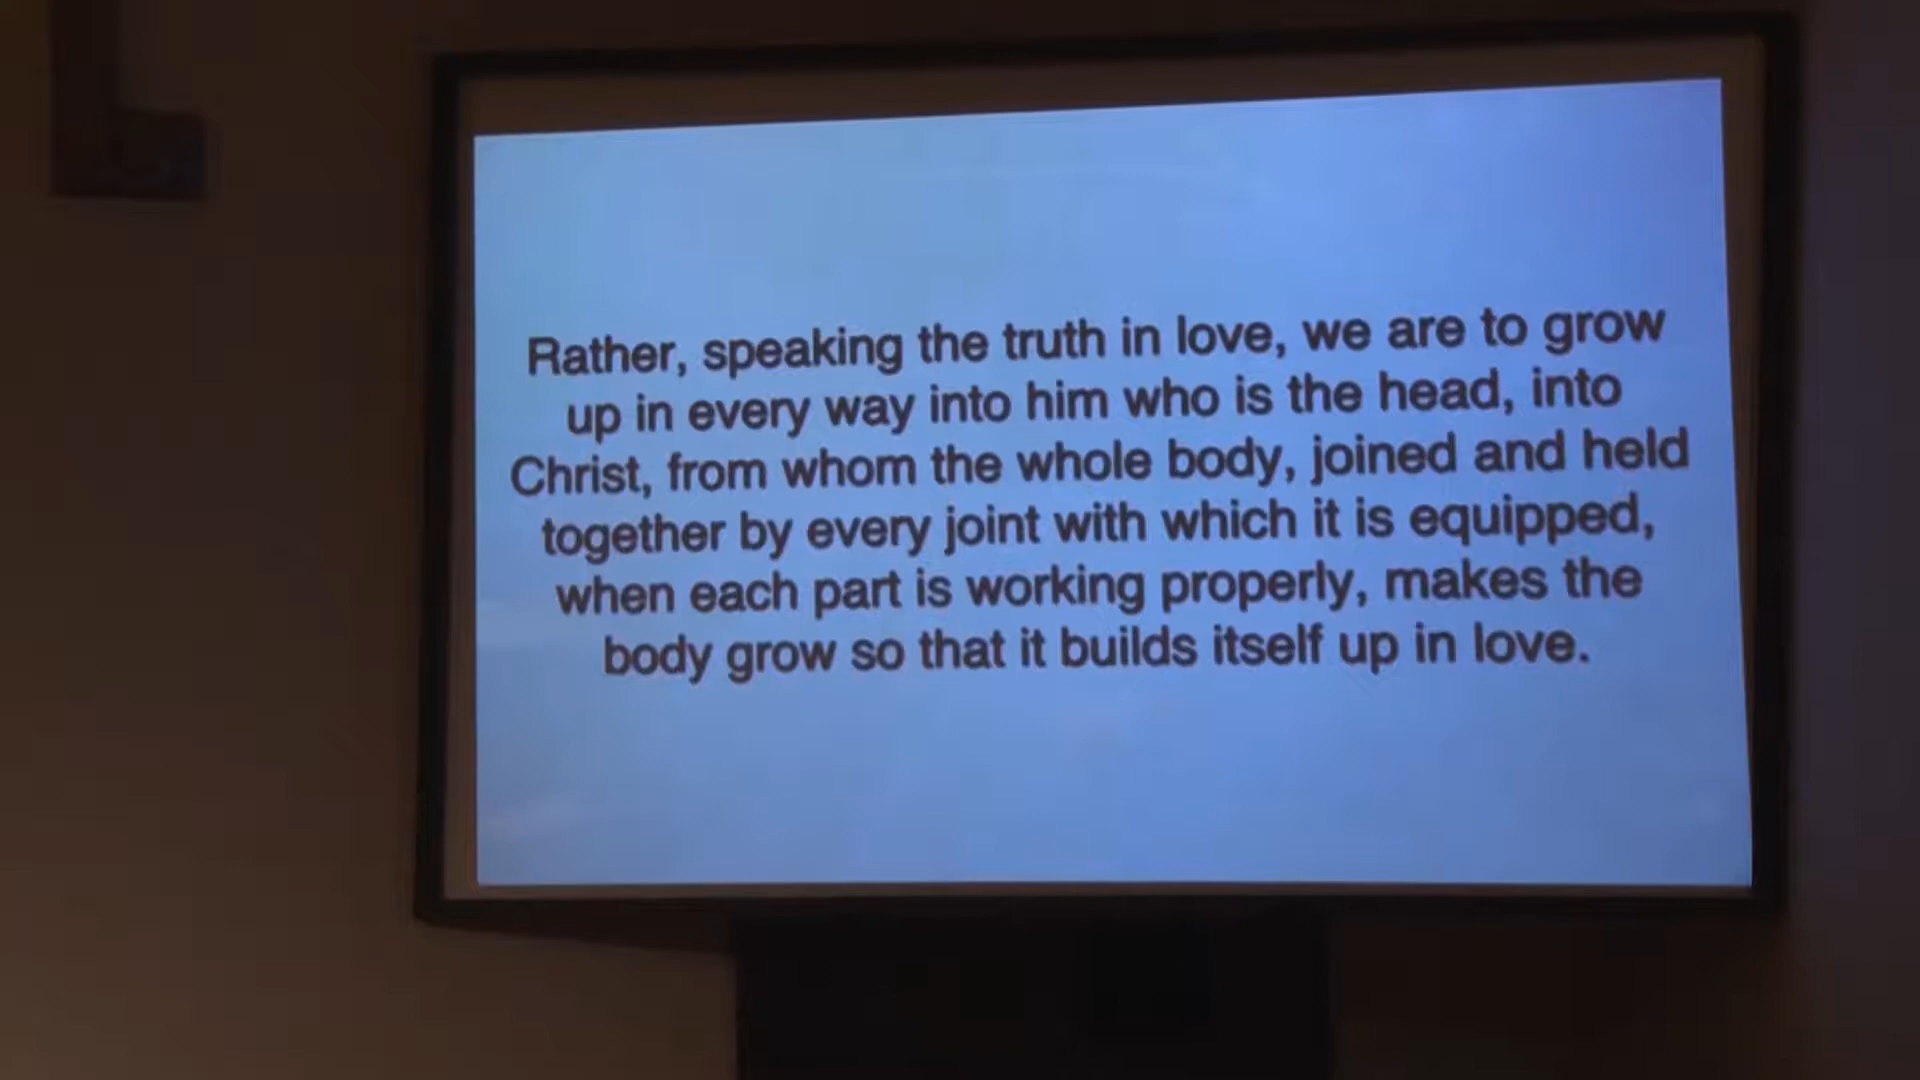 Rather, speaking the truth in love, we are to grow
up in every way into him who is the head, into
Christ, from whom the whole body, joined and held
together by every joint with which it is equipped,
when each part is working properly, makes the
body grow so that it builds itself up in love.